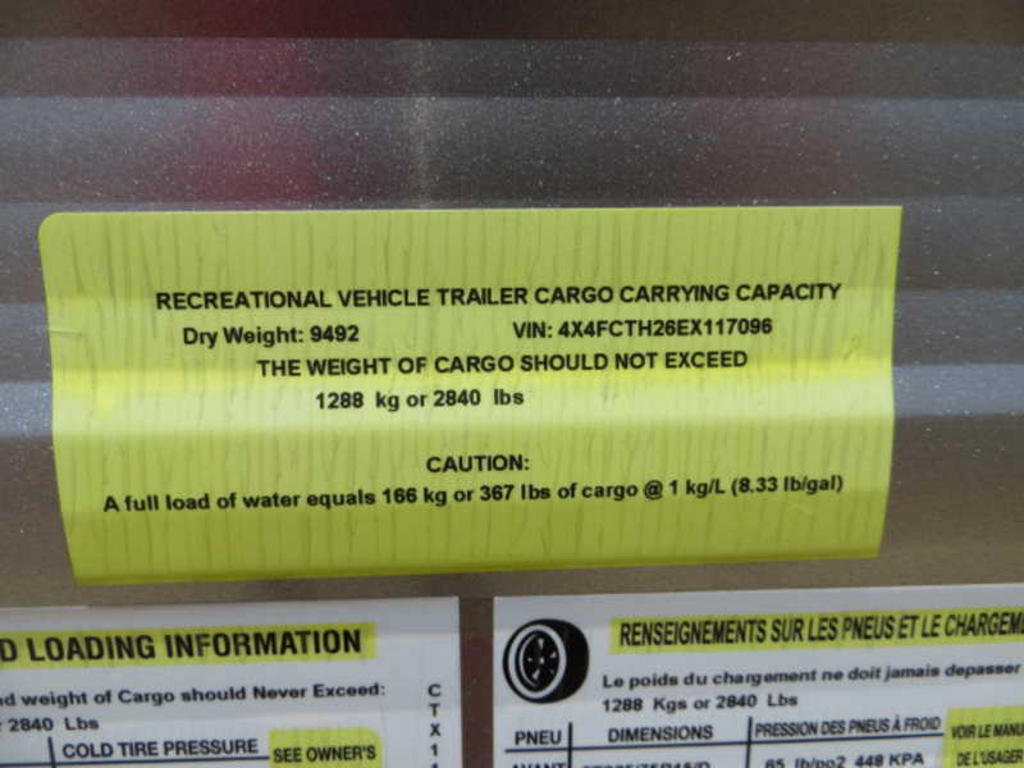 RECREATIONAL VEHICLE TRAILER CARGO CARRYING CAPACITY
Dry Weight: 9492 VIN: 4X4FCTH26EX117096
THE WEIGHT OF CARGO SHOULD NOT EXCEED
1288 kg or 2840 lbs
CAUTION:
A full load of water equals 166 kg or 367 lbs of cargo @ 1 kg/L (8.33 lb/gal)
LOADING INFORMATION
weight of Cargo should Never Exceed:
2840 Lbs
COLD TIRE PRESSURE SEE OWNER'S
C
T
X
1
RENSEIGNEMENTS SUR LES PNEUS ET LE
Le poids du chargement ne doit jamais depasser
1288 Kgs or 2840 Lbs
PNEU DIMENSIONS PRESSION DES PNEUS À FROID VOIR LE
AVANT 65 lb/po2 448 KPA DE L'USAGER